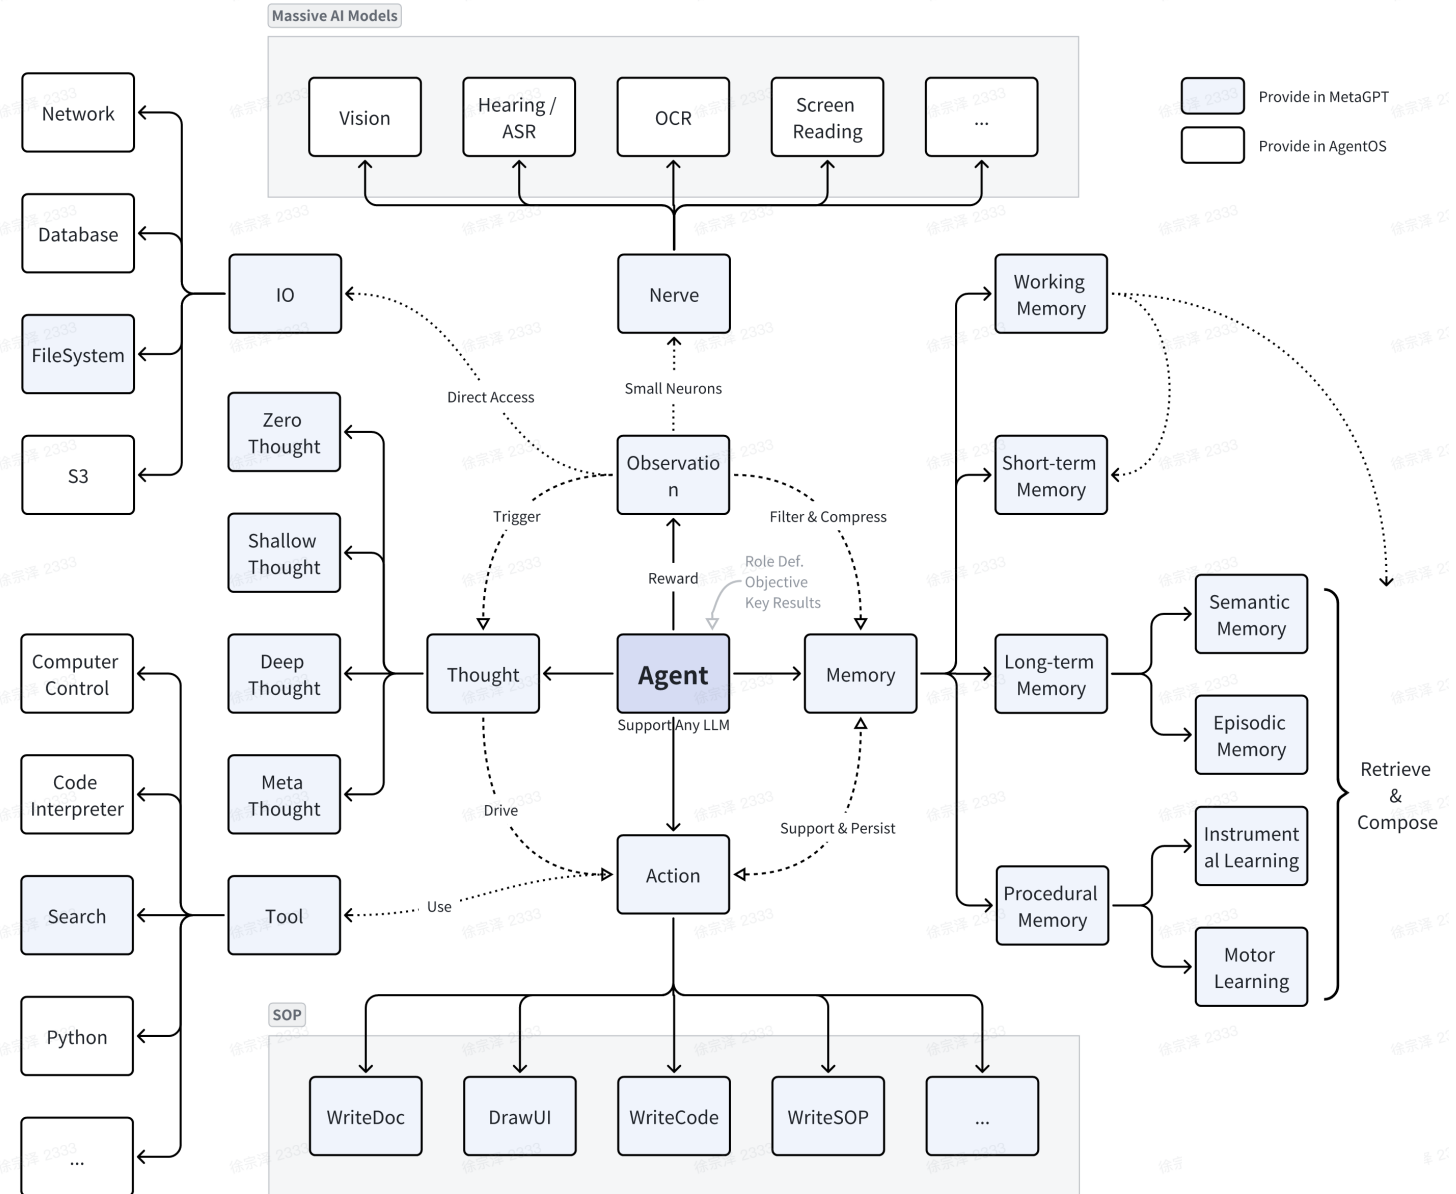 Massive AI Models
Network
Vision
Hearing /
ASR
OCR
Screen
Reading
...
Provide in MetaGPT
Provide in AgentOS
Database
IO
Nerve
Working
Memory
FileSystem
Direct Access
Small Neurons
Zero
Thought
Observatio
n
Short-term
Memory
S3
Trigger
Filter & Compress
Shallow
Thought
Reward
Role Def.
Objective
Key Results
Semantic
Memory
Computer
Control
Deep
Thought
Thought
Agent
Support Any LLM
Memory
Long-term
Memory
Episodic
Memory
Code
Interpreter
Meta
Thought
Drive
Support & Persist
Retrieve
&
Compose
Instrument
al Learning
Search
Tool
Use
Action
Procedural
Memory
Motor
Learning
SOP
Python
WriteDoc
DrawUI
WriteCode
WriteSOP
...
...
徐宗泽 2333